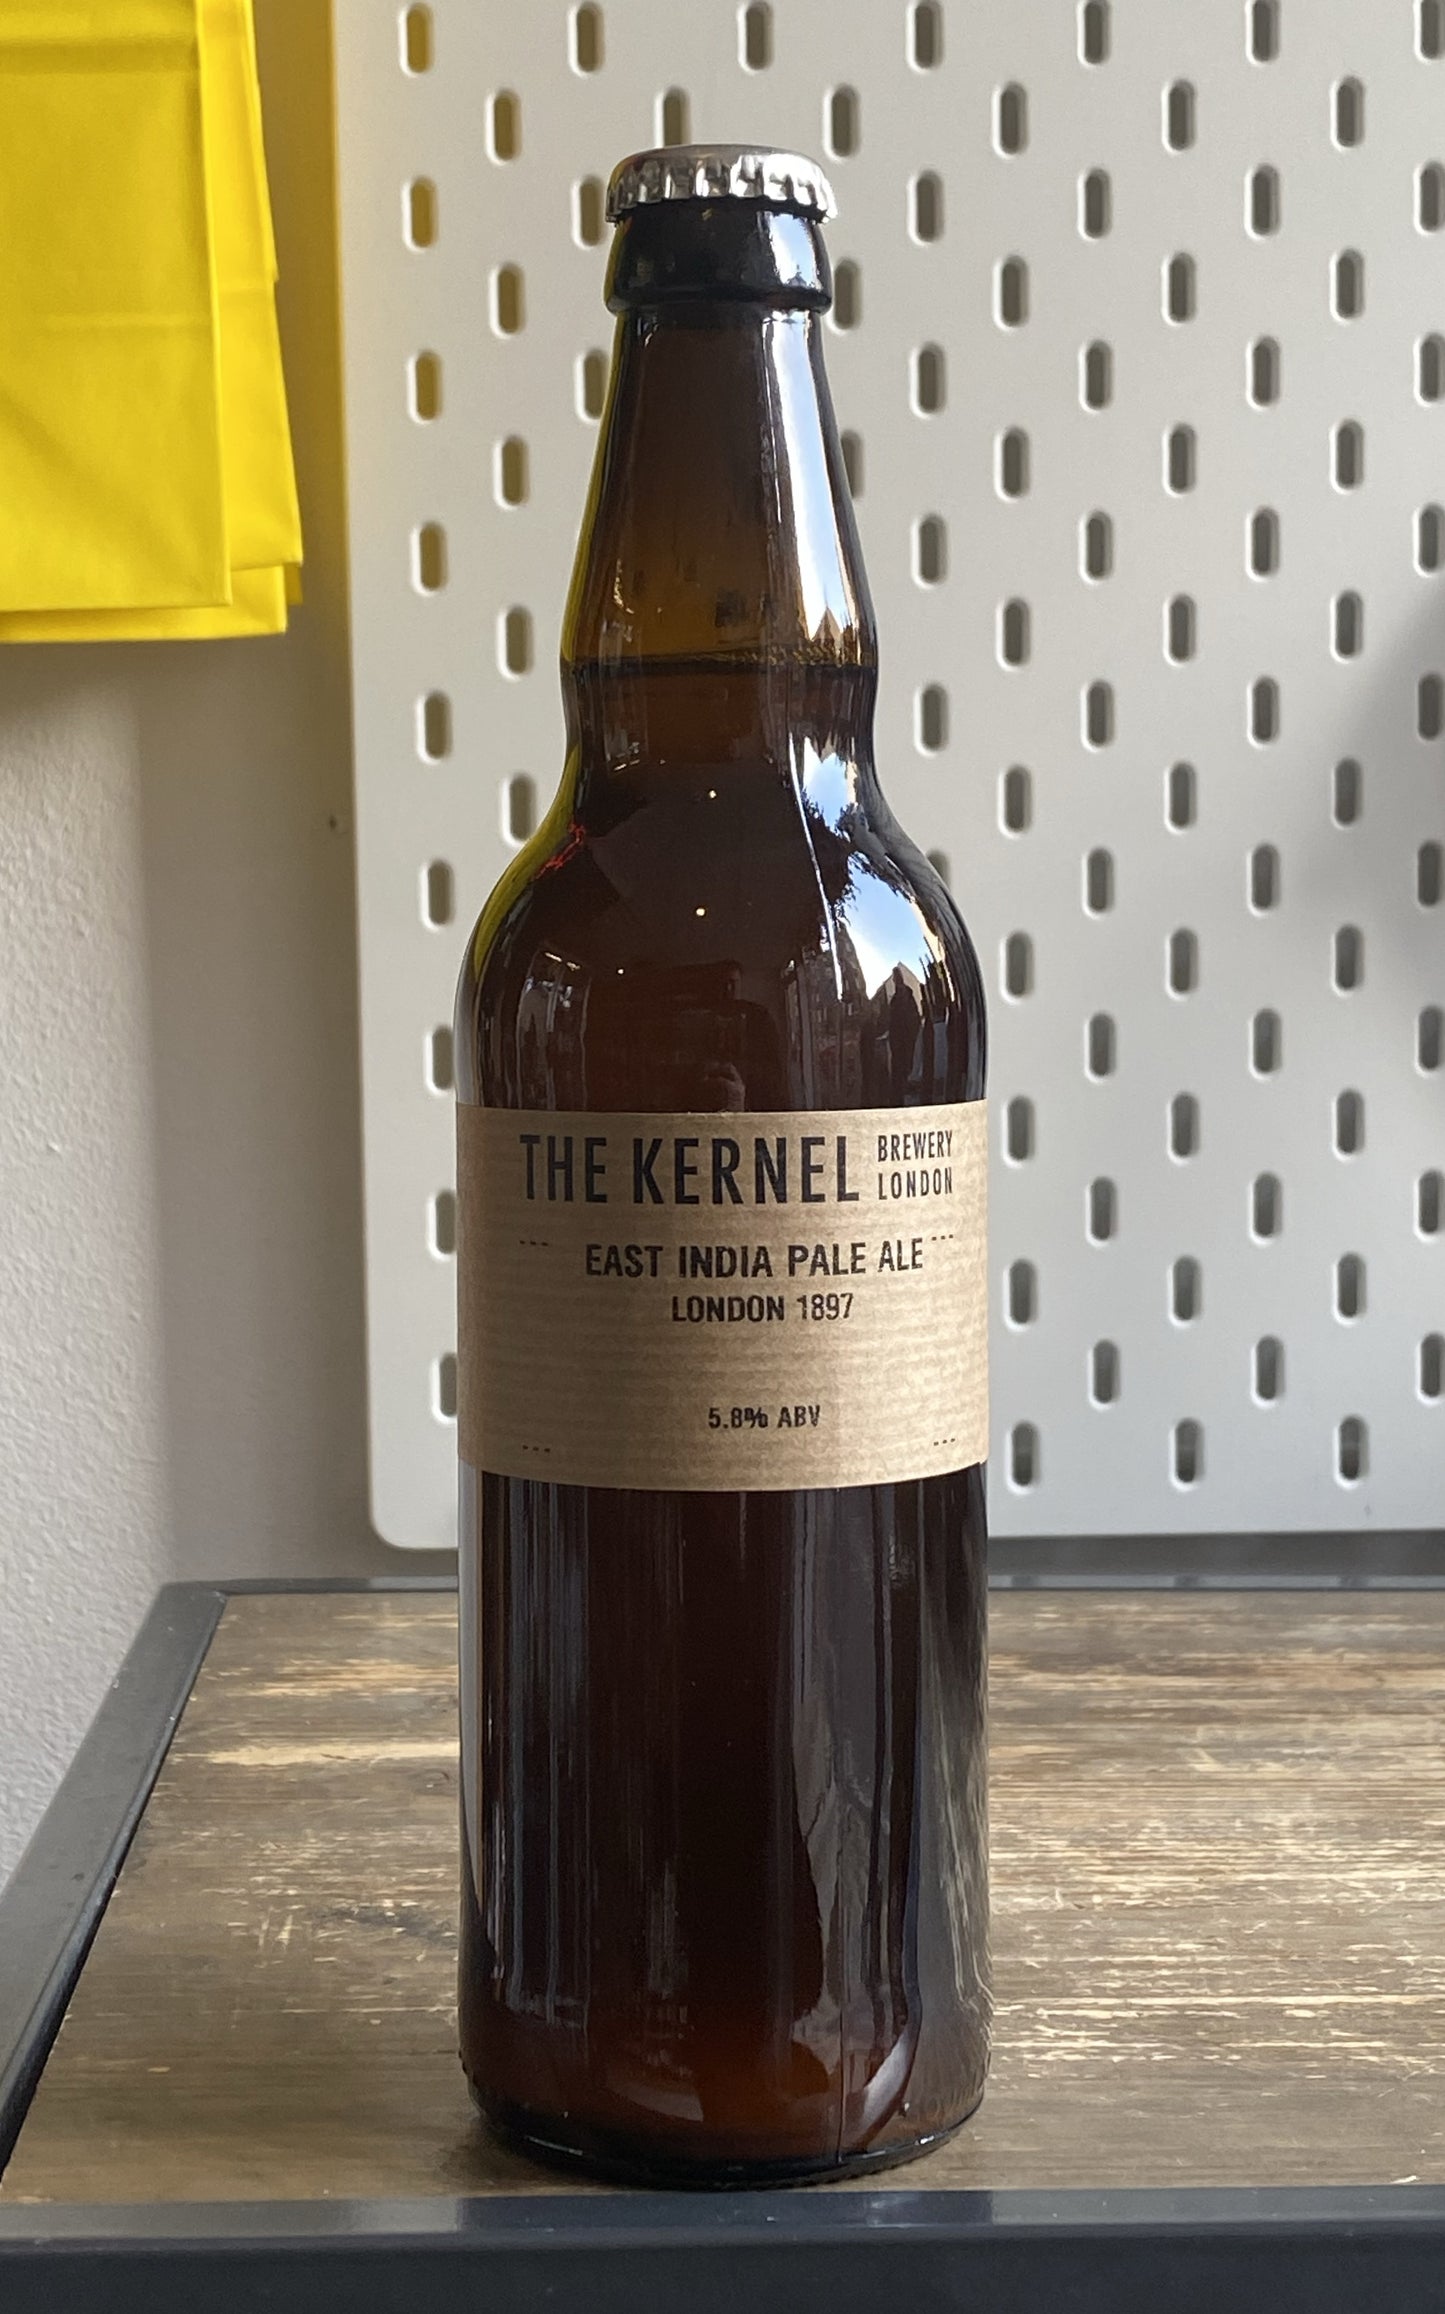 THE KERNEL BREWERY LONDON
EAST INDIA PALE ALE
LONDON 1897
5.8% ABV